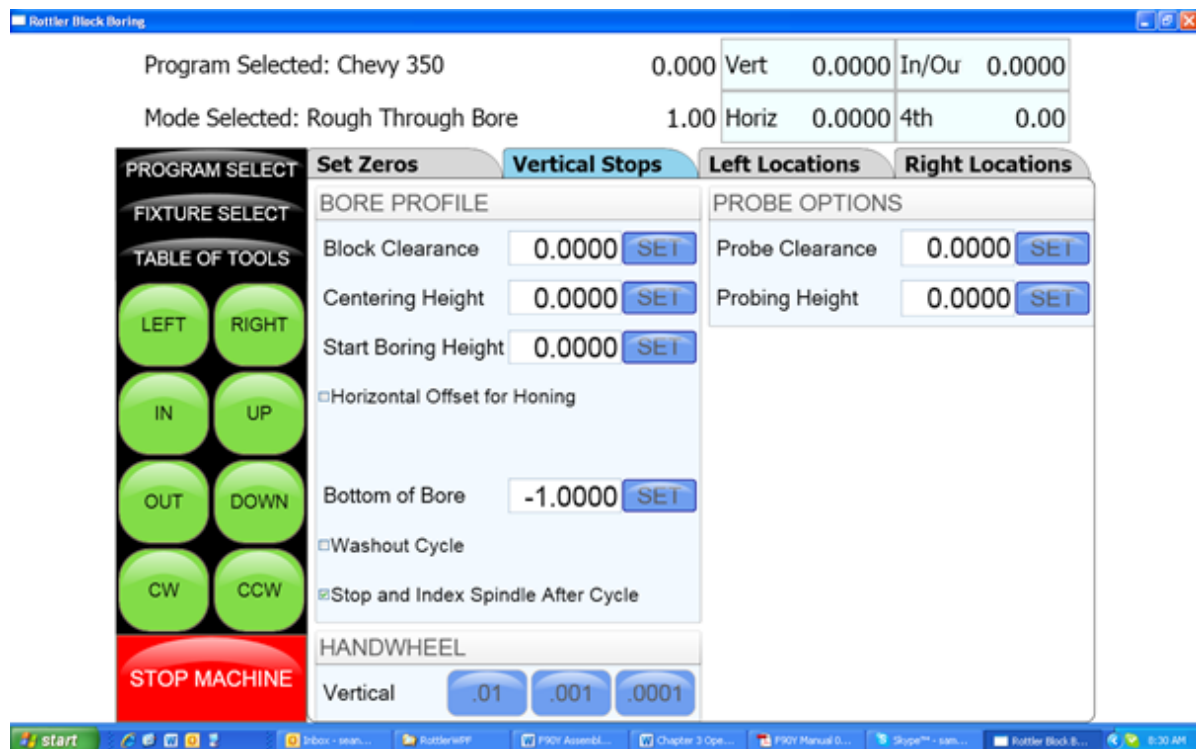 Rottler Block Boring
Program Selected: Chevy 350
0.000
Vert 0.0000
In/Ou 0.0000
Mode Selected: Rough Through Bore
1.00
Horiz 0.0000
4th 0.00
PROGRAM SELECT
FIXTURE SELECT
TABLE OF TOOLS
LEFT
RIGHT
IN
UP
OUT
DOWN
CW
CCW
STOP MACHINE
Set Zeros
Vertical Stops
Left Locations
Right Locations
BORE PROFILE
Block Clearance 0.0000 SET
Centering Height 0.0000 SET
Start Boring Height 0.0000 SET
Horizontal Offset for Honing
Bottom of Bore -1.0000 SET
Washout Cycle
Stop and Index Spindle After Cycle
HANDWHEEL
Vertical .01 .001 .0001
PROBE OPTIONS
Probe Clearance 0.0000 SET
Probing Height 0.0000 SET
start
Inbox - sean...
RottlerWPF
F90Y Assembl...
Chapter 3 Ope...
F90Y Manual 0...
Skype™ - sam...
Rottler Block B...
8:30 AM